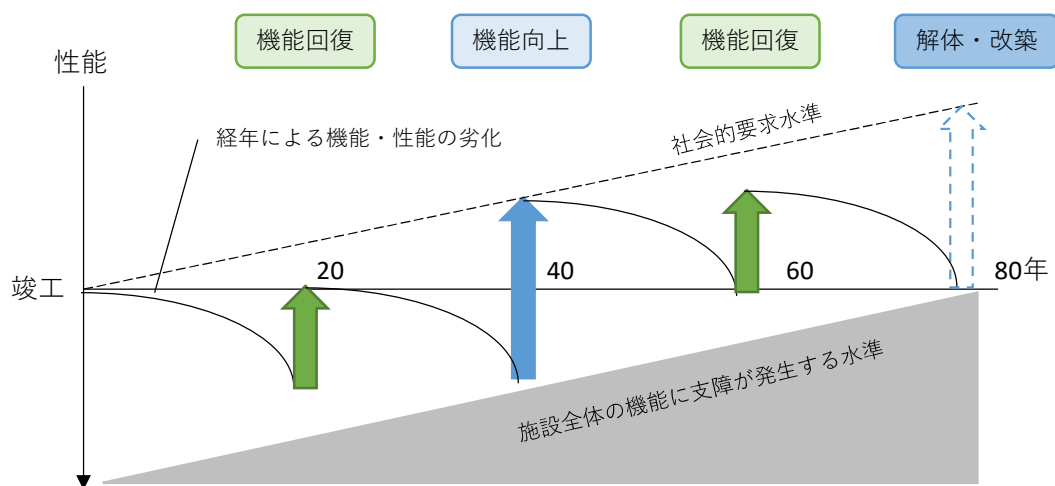 機能回復
機能向上
機能回復
解体・改築
性能
社会的要求水準
経年による機能・性能の劣化
竣工
20
40
60
80年
施設全体の機能に支障が発生する水準